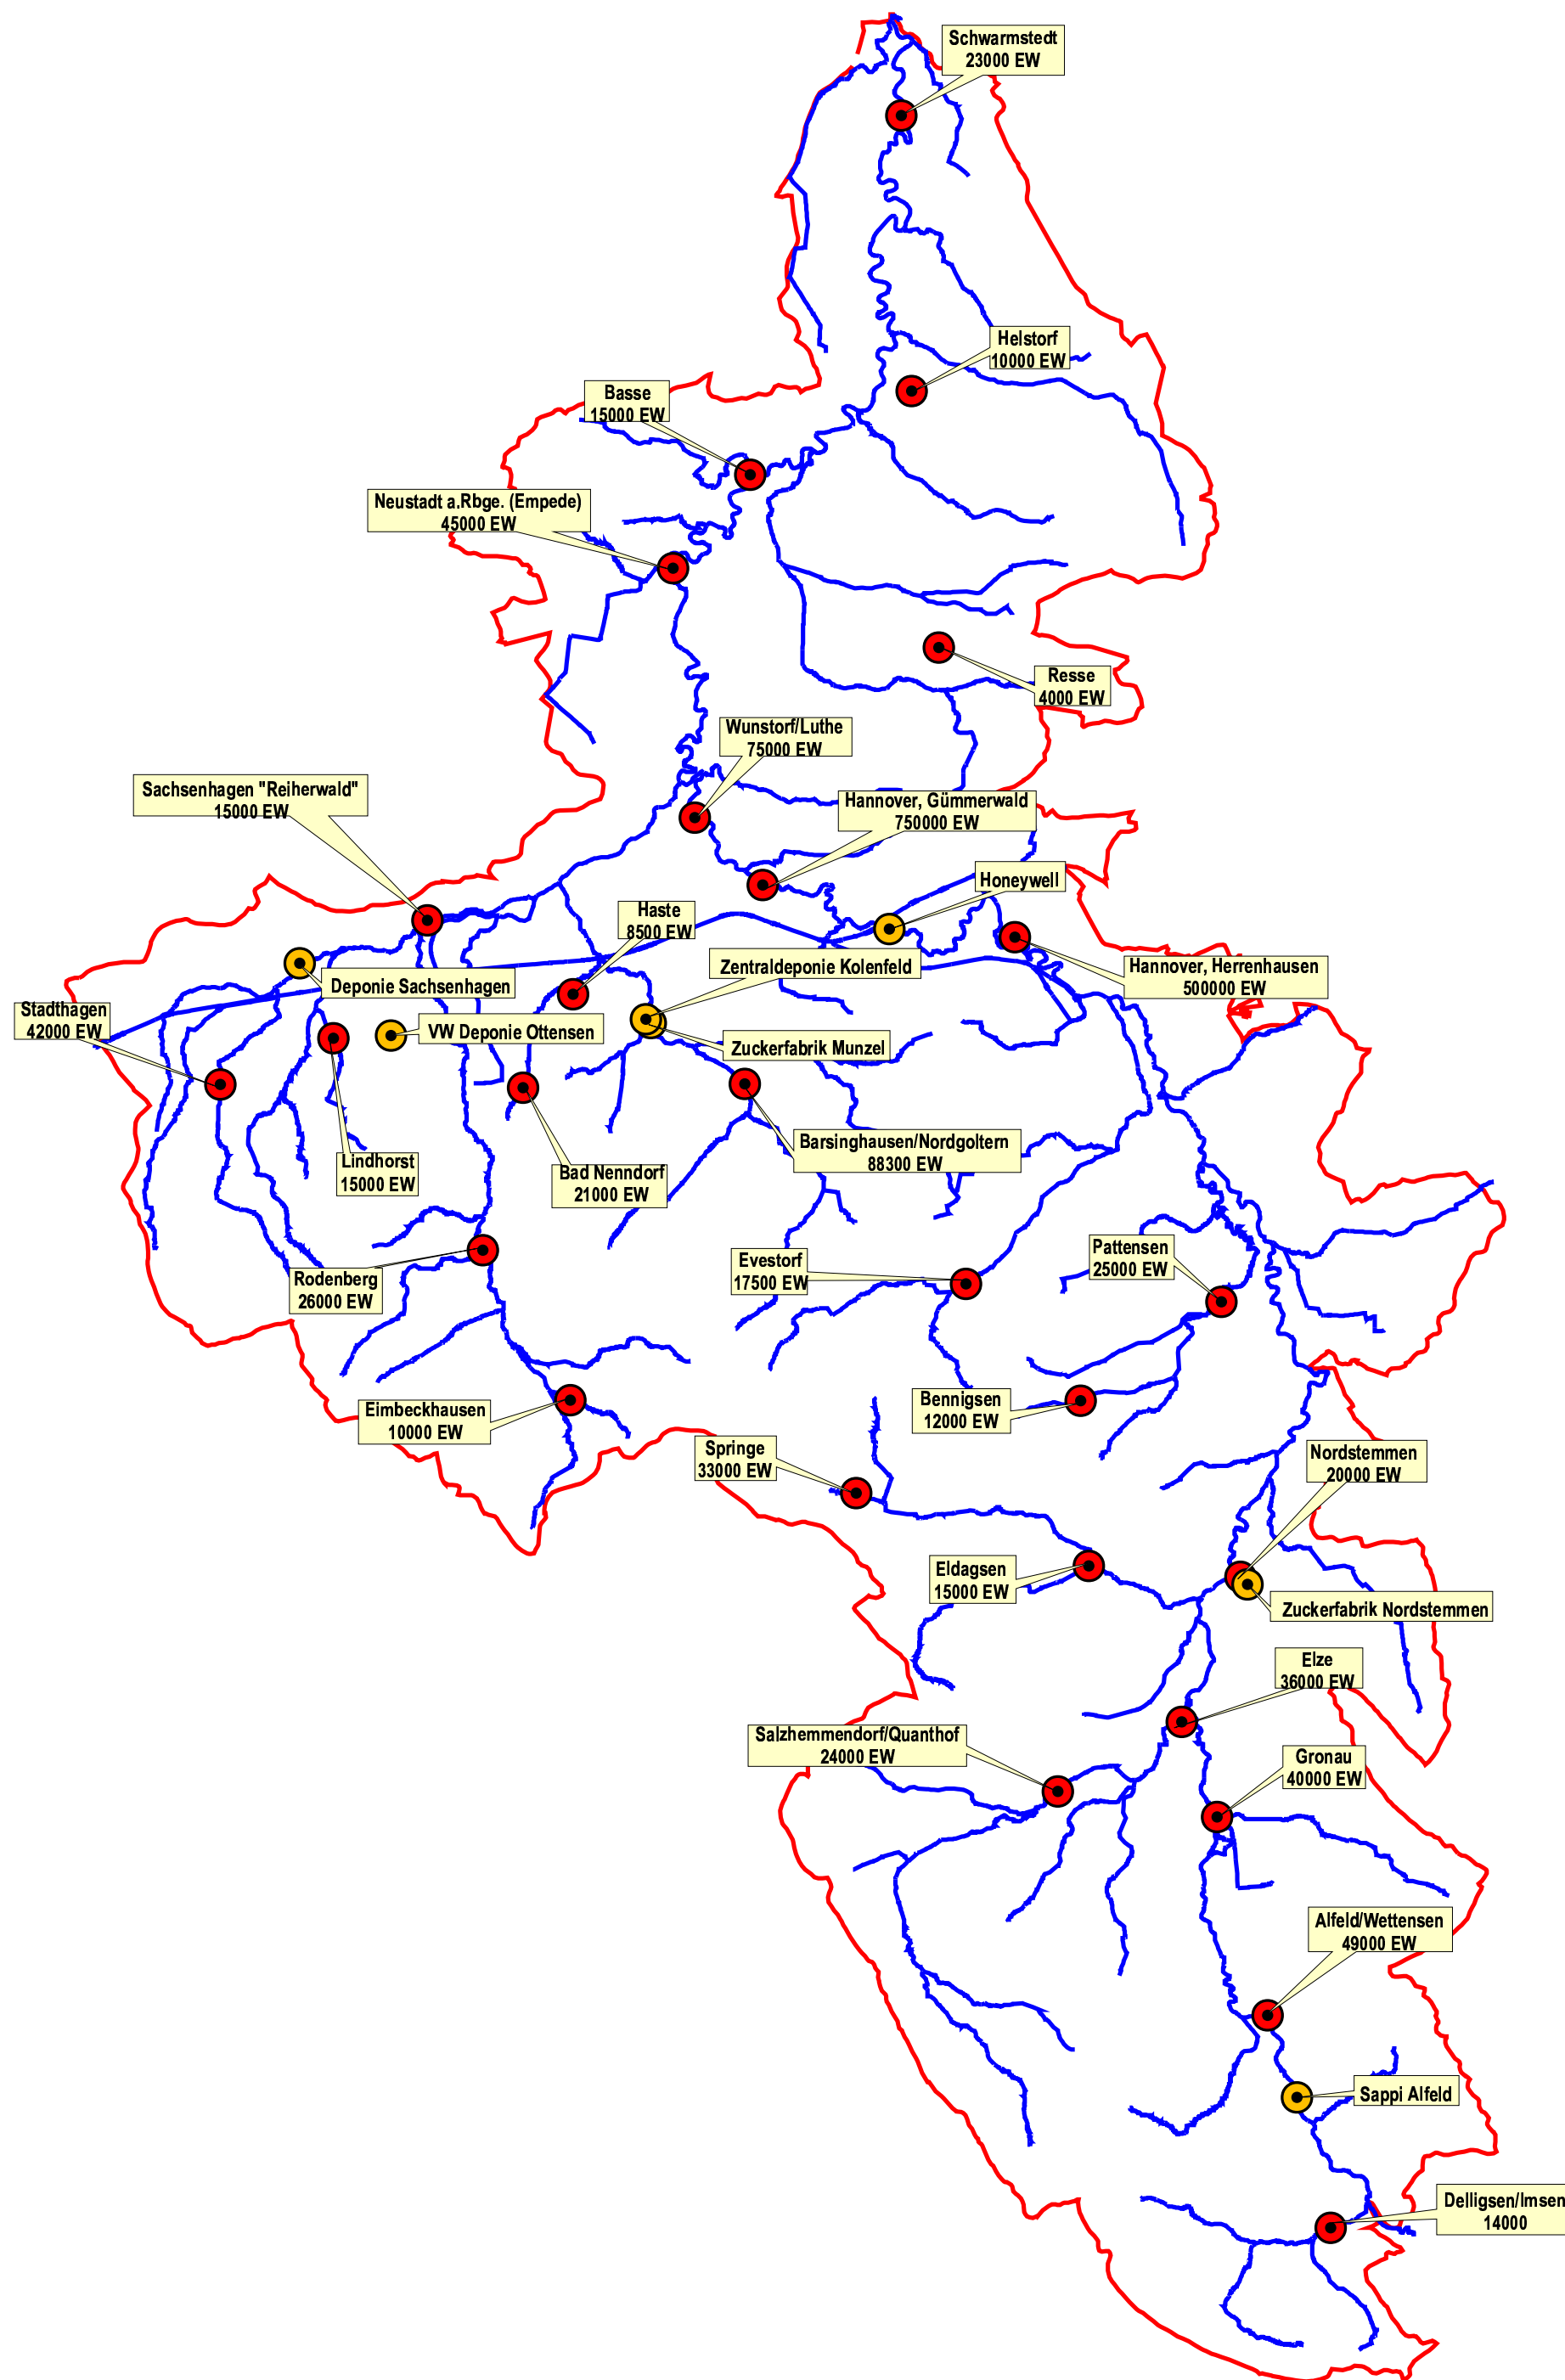 Schwarmstedt
23000 EW
Helstorf
10000 EW
Basse
15000 EW
Neustadt a.Rbge. (Empede)
45000 EW
Resse
4000 EW
Wunstorf/Luthe
75000 EW
Sachsenhagen "Reiherwald"
15000 EW
Hannover, Gümmerwald
750000 EW
Honeywell
Haste
8500 EW
Zentraldeponie Kolenfeld
Hannover, Herrenhausen
500000 EW
Deponie Sachsenhagen
Stadthagen
42000 EW
VW Deponie Ottensen
Zuckerfabrik Munzel
Barsinghausen/Nordgoltern
88300 EW
Lindhorst
15000 EW
Bad Nenndorf
21000 EW
Pattensen
25000 EW
Evestorf
17500 EW
Rodenberg
26000 EW
Bennigsen
12000 EW
Eimbeckhausen
10000 EW
Springe
33000 EW
Nordstemmen
20000 EW
Eldagsen
15000 EW
Zuckerfabrik Nordstemmen
Elze
36000 EW
Salzhemmendorf/Quanthof
24000 EW
Gronau
40000 EW
Alfeld/Wettensen
49000 EW
Sappi Alfeld
Delligsen/Imsen
14000